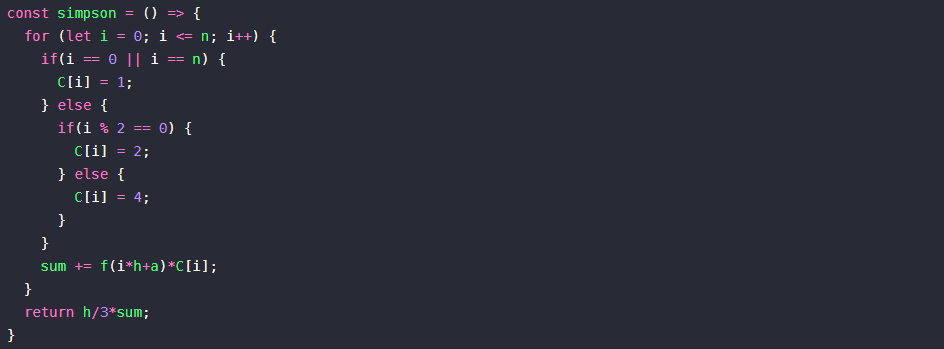 const simpson = () => {
  for (let i = 0; i <= n; i++) {
    if(i == 0 || i == n) {
      C[i] = 1;
    } else {
      if(i % 2 == 0) {
        C[i] = 2;
      } else {
        C[i] = 4;
      }
    }
    sum += f(i*h+a)*C[i];
  }
  return h/3*sum;
}